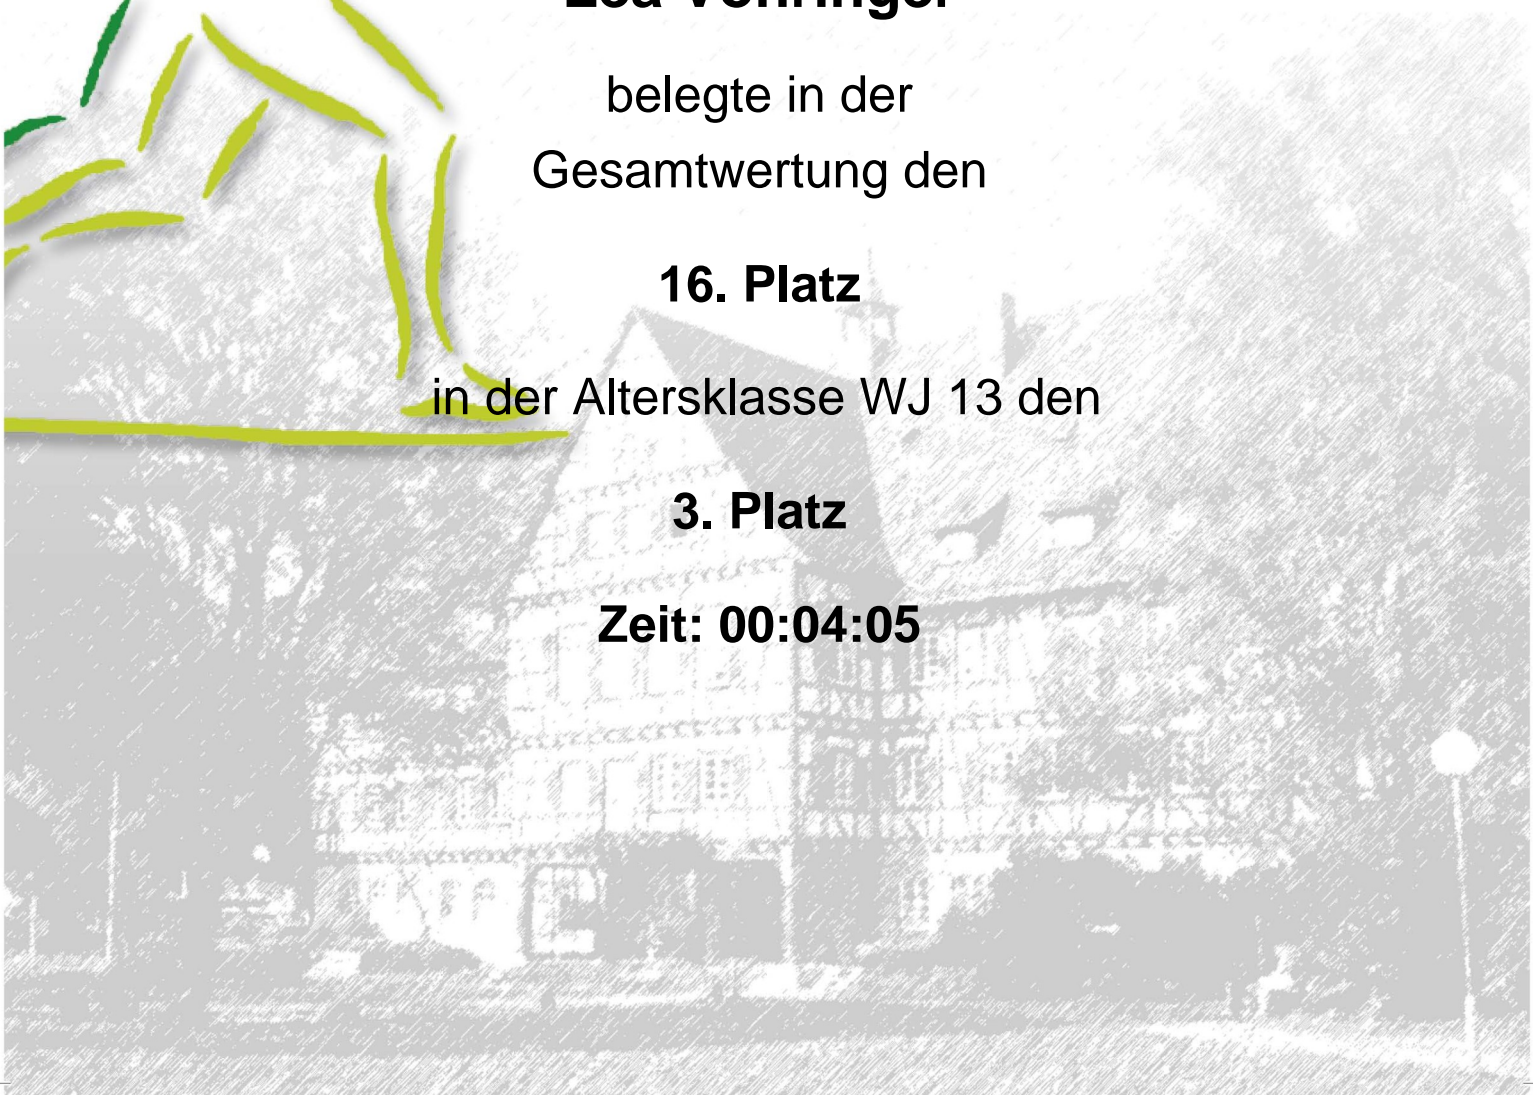 belegte in der
Gesamtwertung den
16. Platz
in der Altersklasse WJ 13 den
3. Platz
Zeit: 00:04:05